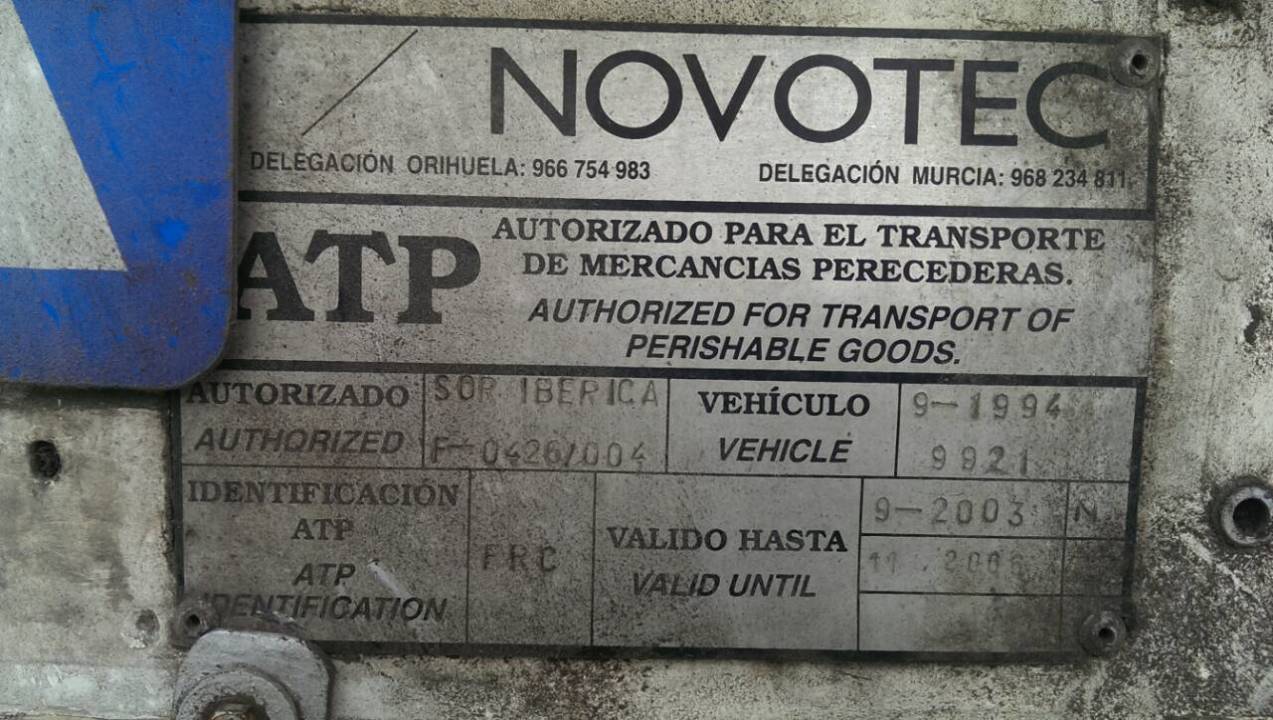 NOVOTEC
DELEGACIÓN ORIHUELA: 966 754 983 DELEGACIÓN MURCIA: 968 234 811
ATP
AUTORIZADO PARA EL TRANSPORTE
DE MERCANCIAS PERECEDERAS.
AUTHORIZED FOR TRANSPORT OF
PERISHABLE GOODS.
AUTORIZADO
AUTHORIZED
SOR IBERICA
F-0426/004
VEHÍCULO
VEHICLE
9-1994
9921
IDENTIFICACIÓN
ATP
ATP
IDENTIFICATION
FRC
VALIDO HASTA
VALID UNTIL
9-2003 N
11